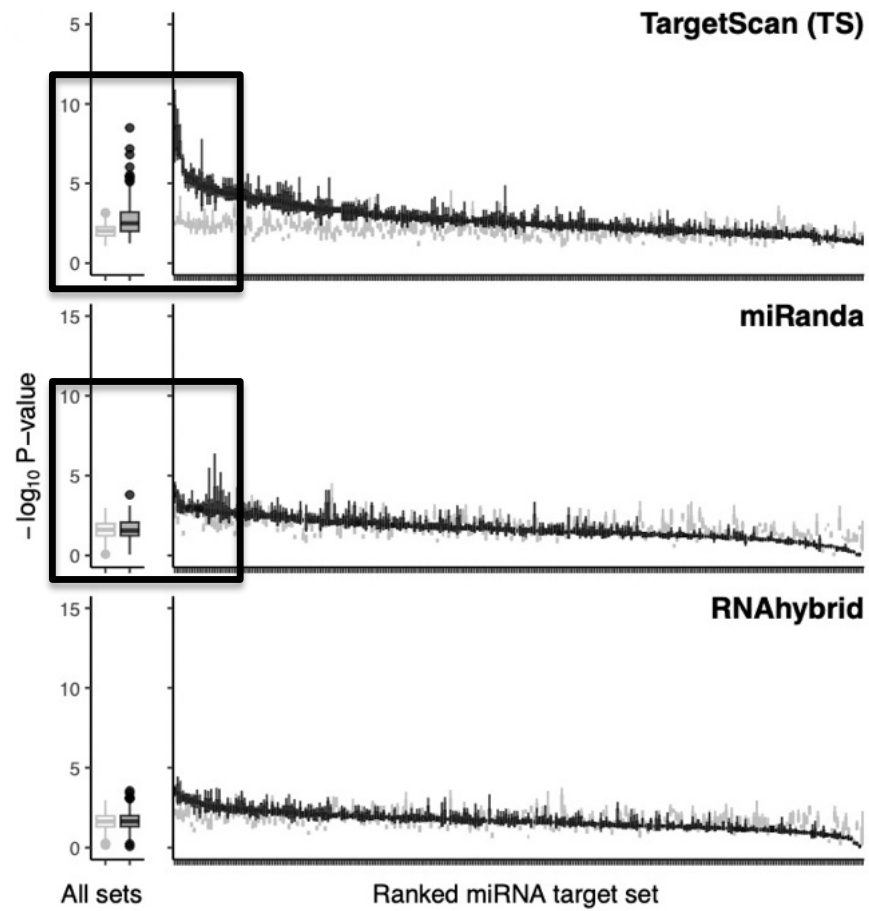 TargetScan (TS)
5
10
5
0
miRanda
15
10
5
0
RNAhybrid
15
10
5
0
− log10 P−value
All sets
Ranked miRNA target set